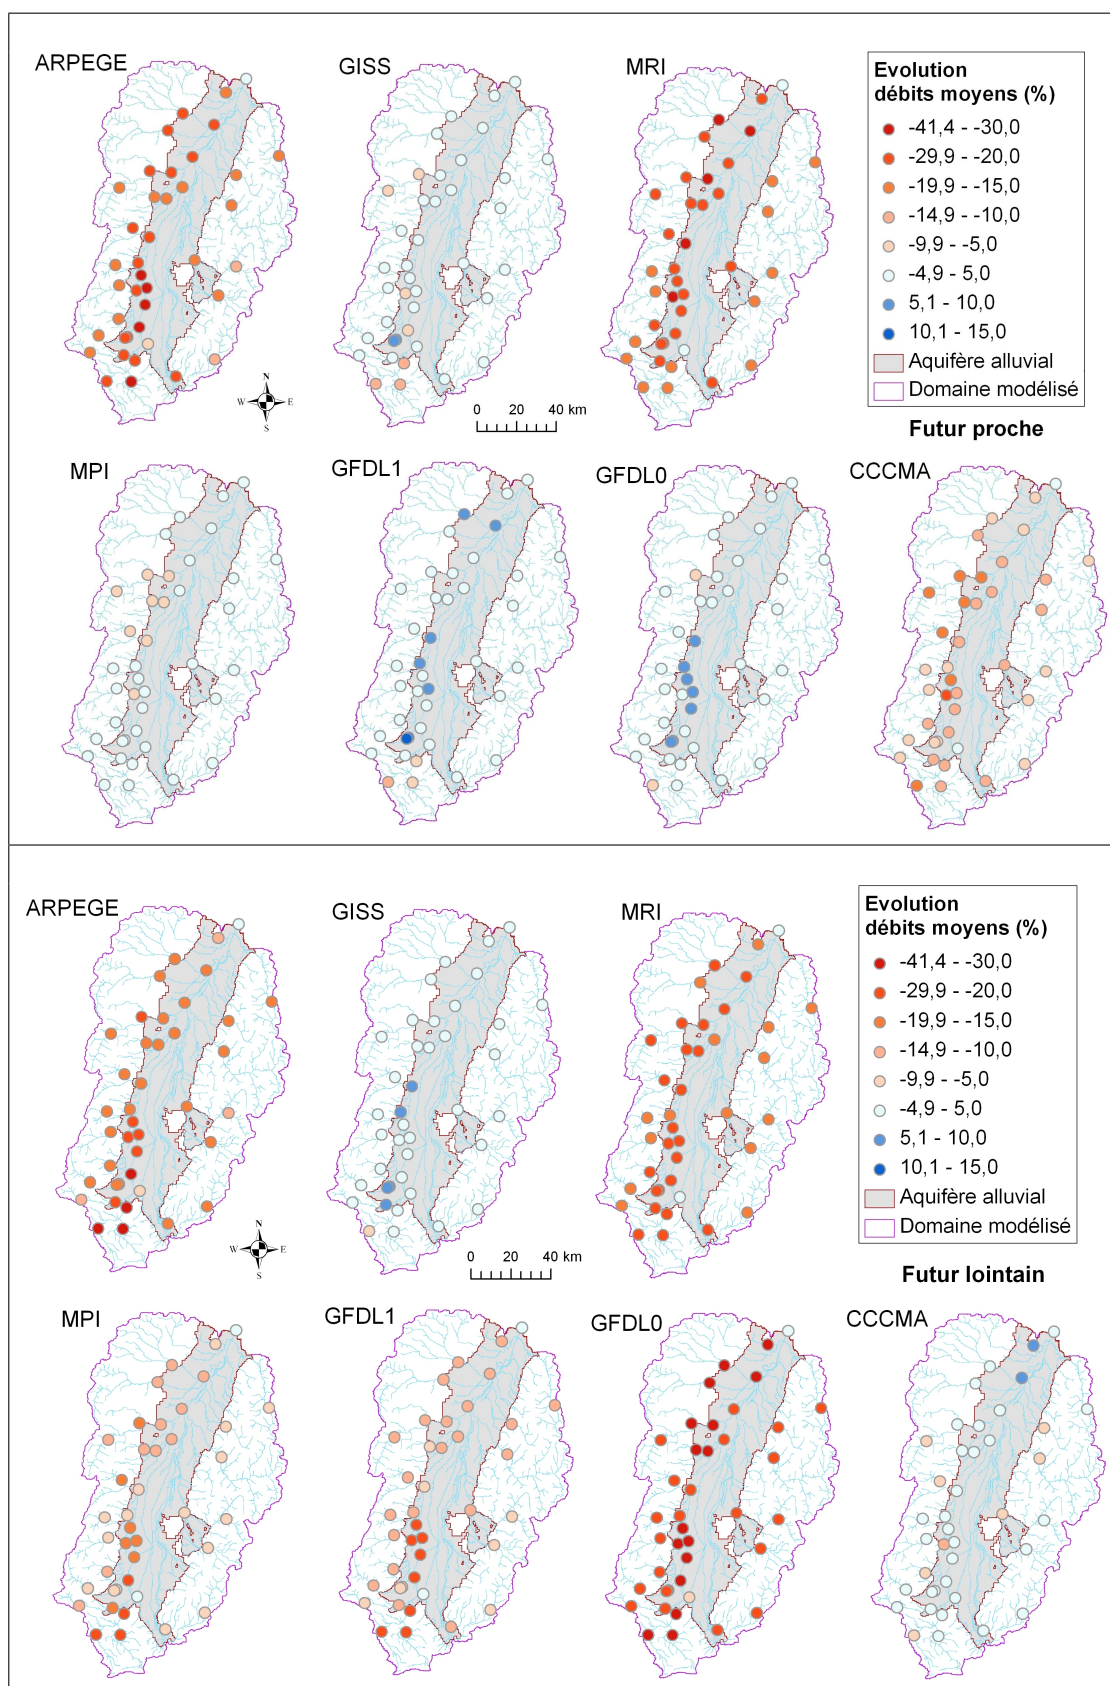 ARPEGE
GISS
MRI
Evolution
débits moyens (%)
-41,4 - -30,0
-29,9 - -20,0
-19,9 - -15,0
-14,9 - -10,0
-9,9 - -5,0
-4,9 - 5,0
5,1 - 10,0
10,1 - 15,0
Aquifère alluvial
Domaine modélisé
N
W E
S
0 20 40 km
Futur proche
MPI
GFDL1
GFDL0
CCCMA
ARPEGE
GISS
MRI
Evolution
débits moyens (%)
-41,4 - -30,0
-29,9 - -20,0
-19,9 - -15,0
-14,9 - -10,0
-9,9 - -5,0
-4,9 - 5,0
5,1 - 10,0
10,1 - 15,0
Aquifère alluvial
Domaine modélisé
N
W E
S
0 20 40 km
Futur lointain
MPI
GFDL1
GFDL0
CCCMA